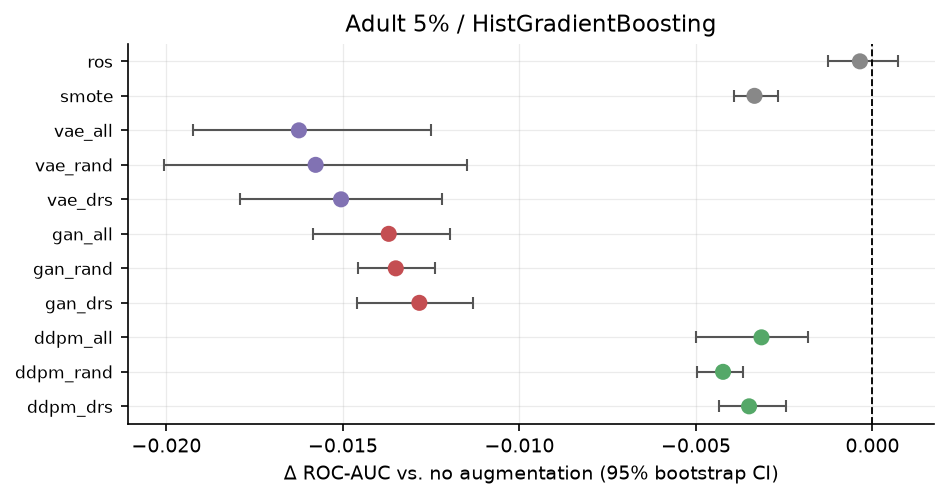 Adult 5% / HistGradientBoosting
ros
smote
vae_all
vae_rand
vae_drs
gan_all
gan_rand
gan_drs
ddpm_all
ddpm_rand
ddpm_drs
−0.020 −0.015 −0.010 −0.005 0.000
Δ ROC-AUC vs. no augmentation (95% bootstrap CI)